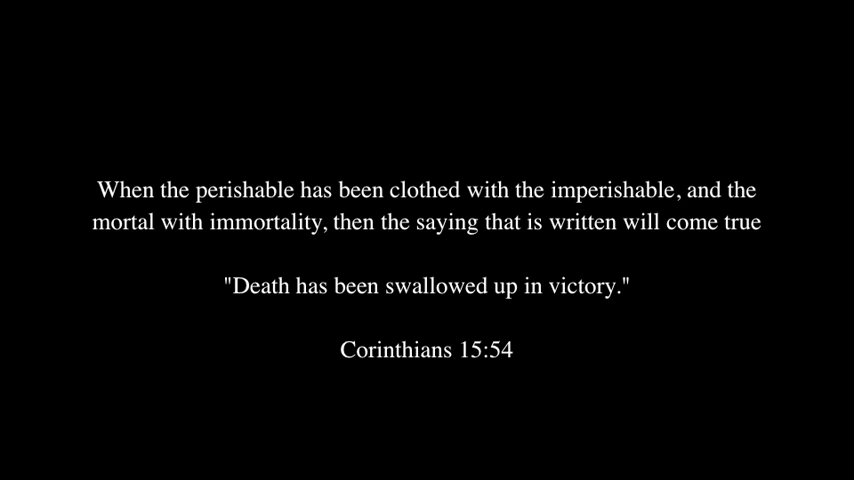 When the perishable has been clothed with the imperishable, and the
mortal with immortality, then the saying that is written will come true
"Death has been swallowed up in victory."
Corinthians 15:54